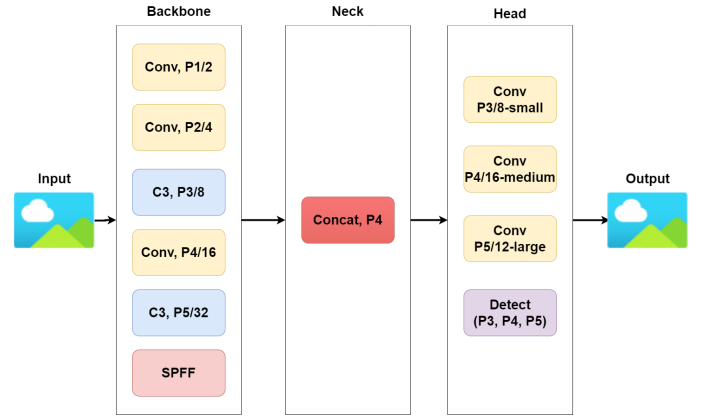 Backbone
Neck
Head
Input
Output
Conv, P1/2
Conv, P2/4
C3, P3/8
Conv, P4/16
C3, P5/32
SPFF
Concat, P4
Conv
P3/8-small
Conv
P4/16-medium
Conv
P5/12-large
Detect
(P3, P4, P5)